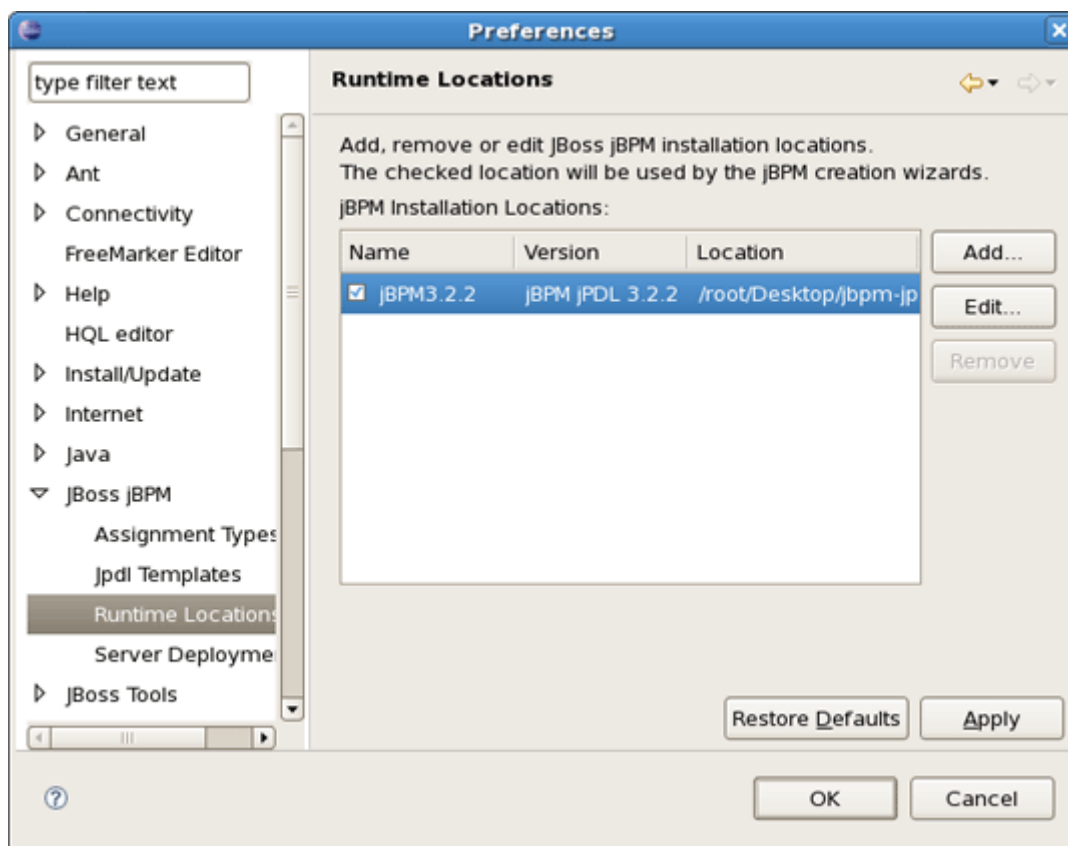 Preferences
type filter text
General
Ant
Connectivity
FreeMarker Editor
Help
HQL editor
Install/Update
Internet
Java
JBoss jBPM
Assignment Types
Jpdl Templates
Runtime Locations
Server Deployme
JBoss Tools
Runtime Locations
Add, remove or edit JBoss jBPM installation locations.
The checked location will be used by the jBPM creation wizards.
jBPM Installation Locations:
Name Version Location
jBPM3.2.2 jBPM jPDL 3.2.2 /root/Desktop/jbpm-jp
Add...
Edit...
Remove
Restore Defaults Apply
OK Cancel